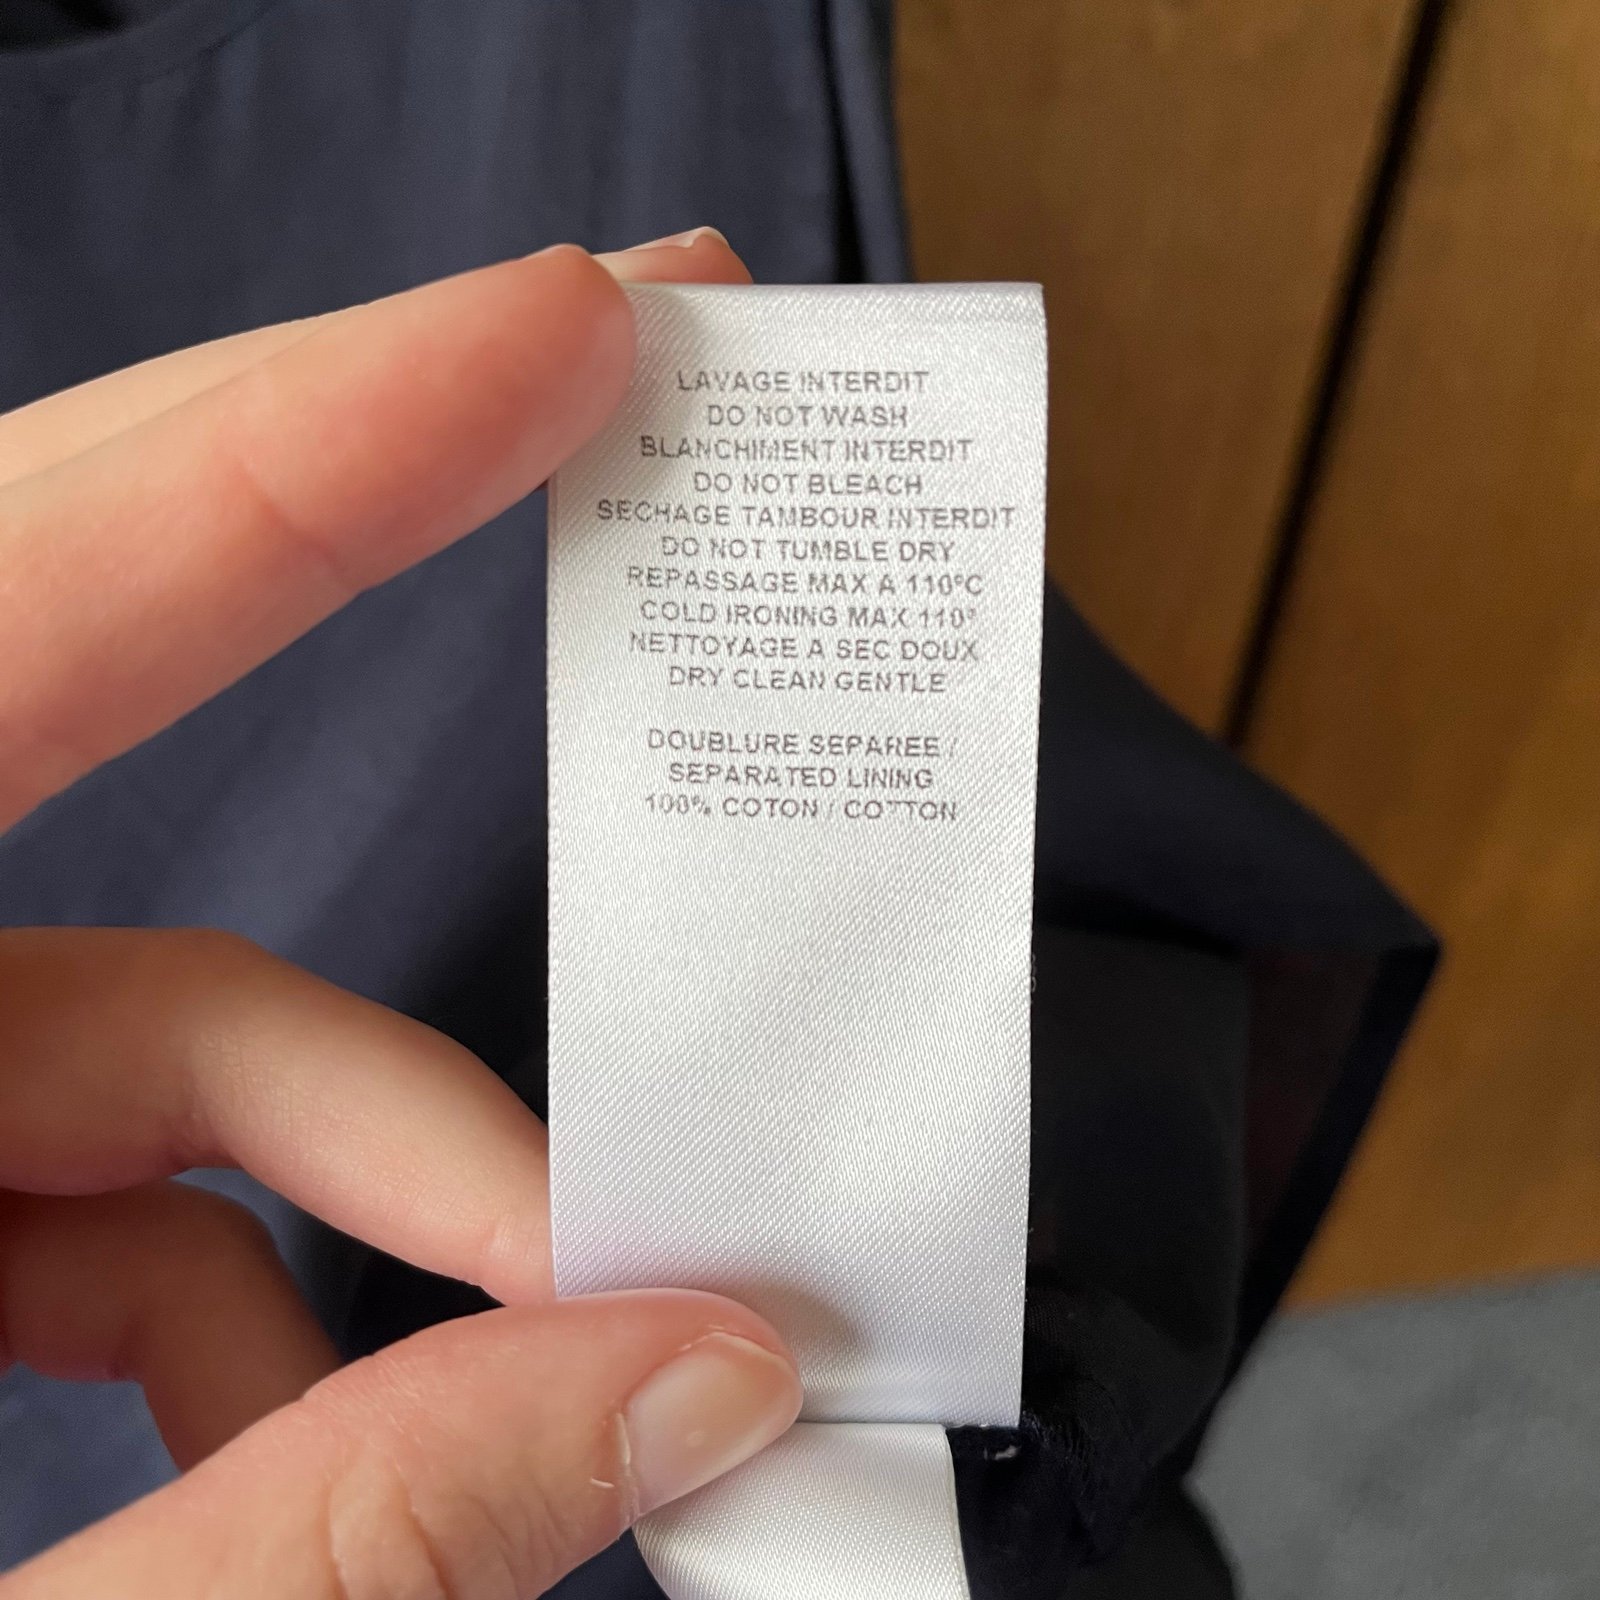 LAVAGE INTERDIT
DO NOT WASH
BLANCHIMENT INTERDIT
DO NOT BLEACH
SECHAGE TAMBOUR INTERDIT
DO NOT TUMBLE DRY
REPASSAGE MAX A 110°C
COLD IRONING MAX 110°
NETTOYAGE A SEC DOUX
DRY CLEAN GENTLE
DOUBLURE SEPAREE /
SEPARATED LINING
100% COTON / COTTON